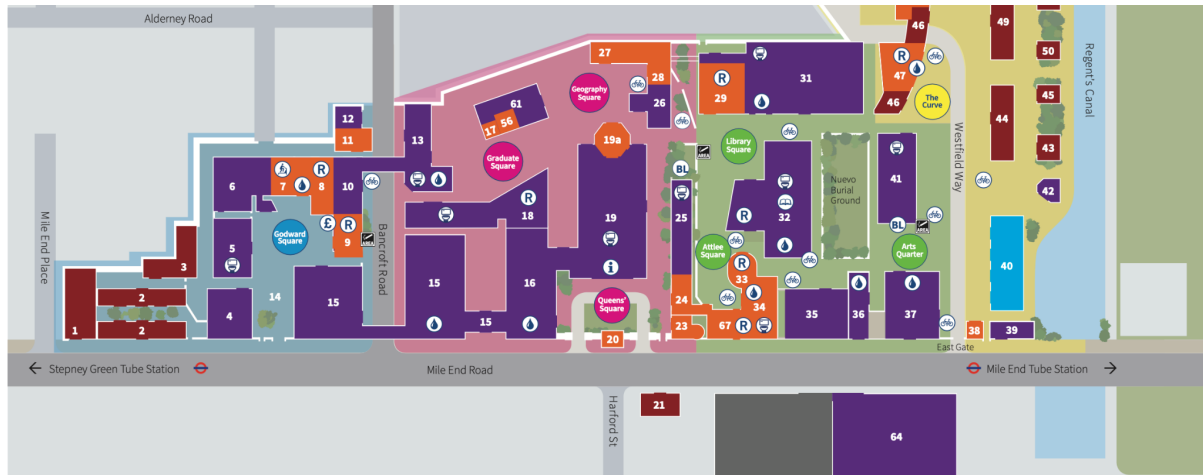 Alderney Road
46
49
27
50
R
47
28
31
Regent's Canal
Geography
Square
R
29
61
26
46
The
Curve
45
17
56
44
12
13
19a
AREA
Library
Square
11
43
Graduate
Square
BL
41
Westfield Way
6
7
R
8
10
R
18
25
Nuevo
Burial
Ground
42
32
£
R
9
19
R
BL
AREA
Godward
Square
AREA
5
Attlee
Square
Arts
Quarter
Mile End Place
Bancroft Road
3
i
33
40
15
16
2
14
Queens'
Square
24
34
1
4
15
35
36
37
15
23
67
R
38
39
2
20
East Gate
Stepney Green Tube Station
Mile End Road
Mile End Tube Station
Harford St
21
64